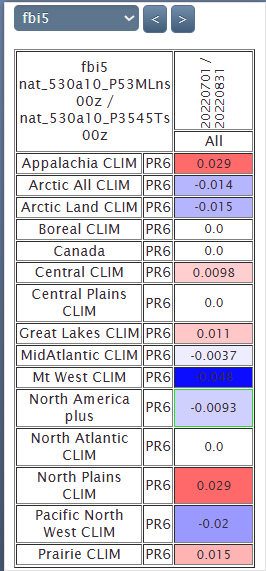 fbi5
< >
fbi5
nat_530a10_P53MLns
00z /
nat_530a10_P3545Ts
00z
20220701 /
20220831
All
Appalachia CLIM PR6 0.029
Arctic All CLIM PR6 -0.014
Arctic Land CLIM PR6 -0.015
Boreal CLIM PR6 0.0
Canada PR6 0.0
Central CLIM PR6 0.0098
Central Plains
CLIM PR6 0.0
Great Lakes CLIM PR6 0.011
MidAtlantic CLIM PR6 -0.0037
Mt West CLIM PR6 -0.048
North America
plus PR6 -0.0093
North Atlantic
CLIM PR6 0.0
North Plains
CLIM PR6 0.029
Pacific North
West CLIM PR6 -0.02
Prairie CLIM PR6 0.015